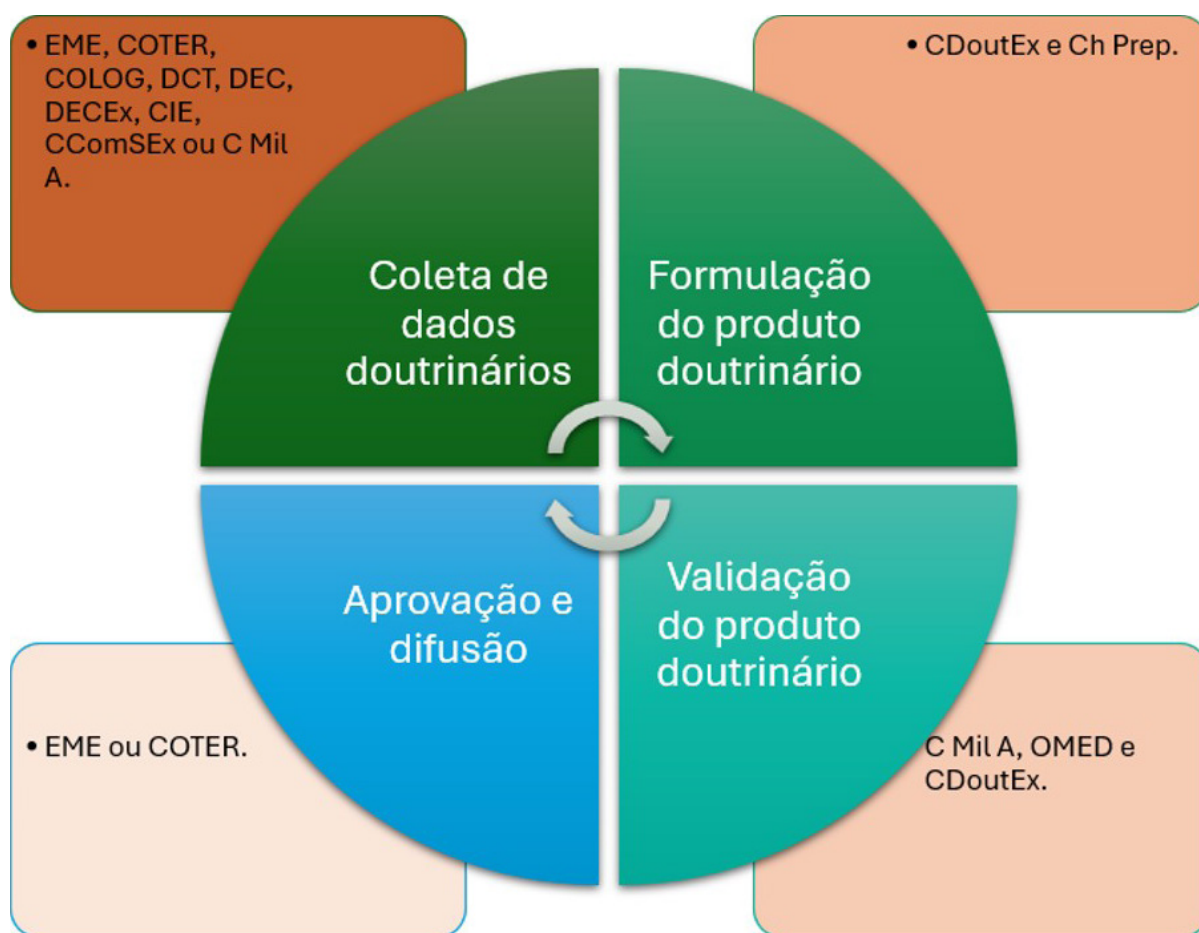 • EME, COTER,
COLOG, DCT, DEC,
DECEx, CIE,
CComSEx ou C Mil
A.
• CDoutEx e Ch Prep.
Coleta de
dados
doutrinários
Formulação
do produto
doutrinário
Aprovação e
difusão
Validação
do produto
doutrinário
• EME ou COTER.
C Mil A, OMED e
CDoutEx.